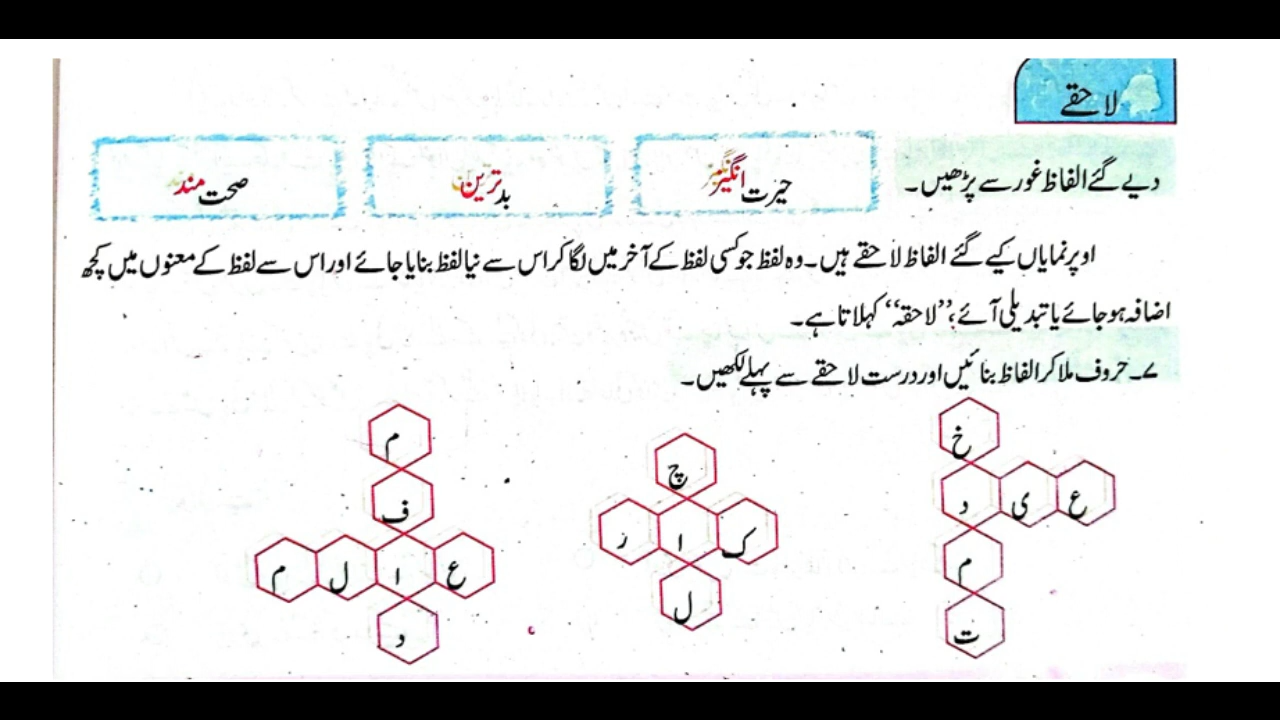 لاحقے
دیے گئے الفاظ غور سے پڑھیں۔
حیرت انگیز
بدترین
صحت مند
اوپر نمایاں کیے گئے الفاظ لاحقے ہیں۔ وہ لفظ جو کسی لفظ کے آخر میں لگا کر اس سے نیا لفظ بنایا جائے اور اس سے لفظ کے معنوں میں کچھ
اضافہ ہو جائے یا تبدیلی آئے، ”لاحقہ“ کہلاتا ہے۔
۷۔ حروف ملا کر الفاظ بنائیں اور درست لاحقے سے پہلے لکھیں۔
خ
ع ی د
م
ت
چ
ک ا ر
ل
م
ف
ع ا ل م
د